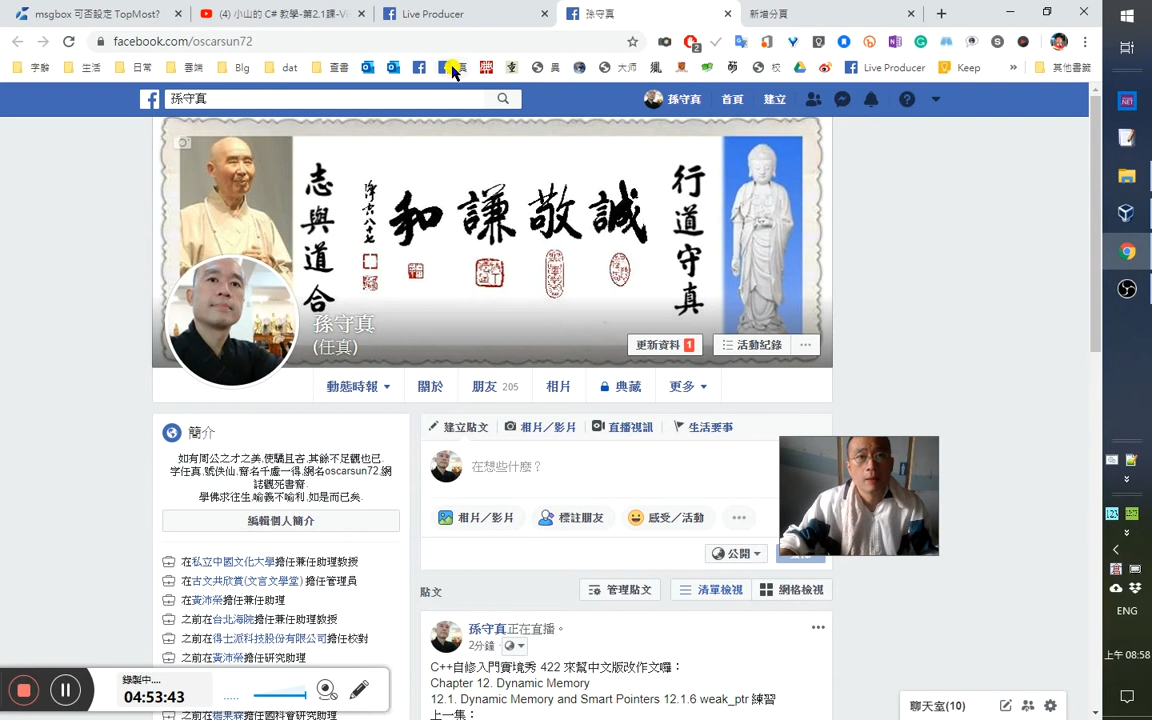 msgbox 可否設定 TopMost?
(4) 小山的 C# 教學-第2.1課-Vi
Live Producer
孫守真
新增分頁
facebook.com/oscarsun72
2
字辭
生活
日常
雲端
Blg
dat
查書
異
大师
校
Live Producer
Keep
其他書籤
孫守真
孫守真
首頁
建立
志與道合
和謙敬誠
行道守真
孫守真
(任真)
更新資料 1
活動紀錄
動態時報
關於
朋友 205
相片
典藏
更多
簡介
如有周公之才之美,使驕且吝,其餘不足觀也已.
字任真,號佚仙,齋名千慮一得,網名oscarsun72,網
誌觀死書齋.
學佛求往生,喻義不喻利,如是而已矣.
編輯個人簡介
在私立中國文化大學擔任兼任助理教授
在古文共欣賞(文言文學堂) 擔任管理員
在黃沛榮擔任兼任助理
之前在台北海院擔任兼任助理教授
之前在得士派科技股份有限公司擔任校對
之前在黃沛榮擔任研究助理
建立貼文
相片／影片
直播視訊
生活要事
在想些什麼？
相片／影片
標註朋友
感受／活動
公開
貼文
管理貼文
清單檢視
網格檢視
孫守真正在直播。
2分鐘
C++自修入門實境秀 422 來幫中文版改作文囉：
Chapter 12. Dynamic Memory
12.1. Dynamic Memory and Smart Pointers 12.1.6 weak_ptr 練習
上一集：
錄製中....
04:53:43
聊天室(10)
ENG
上午 08:58